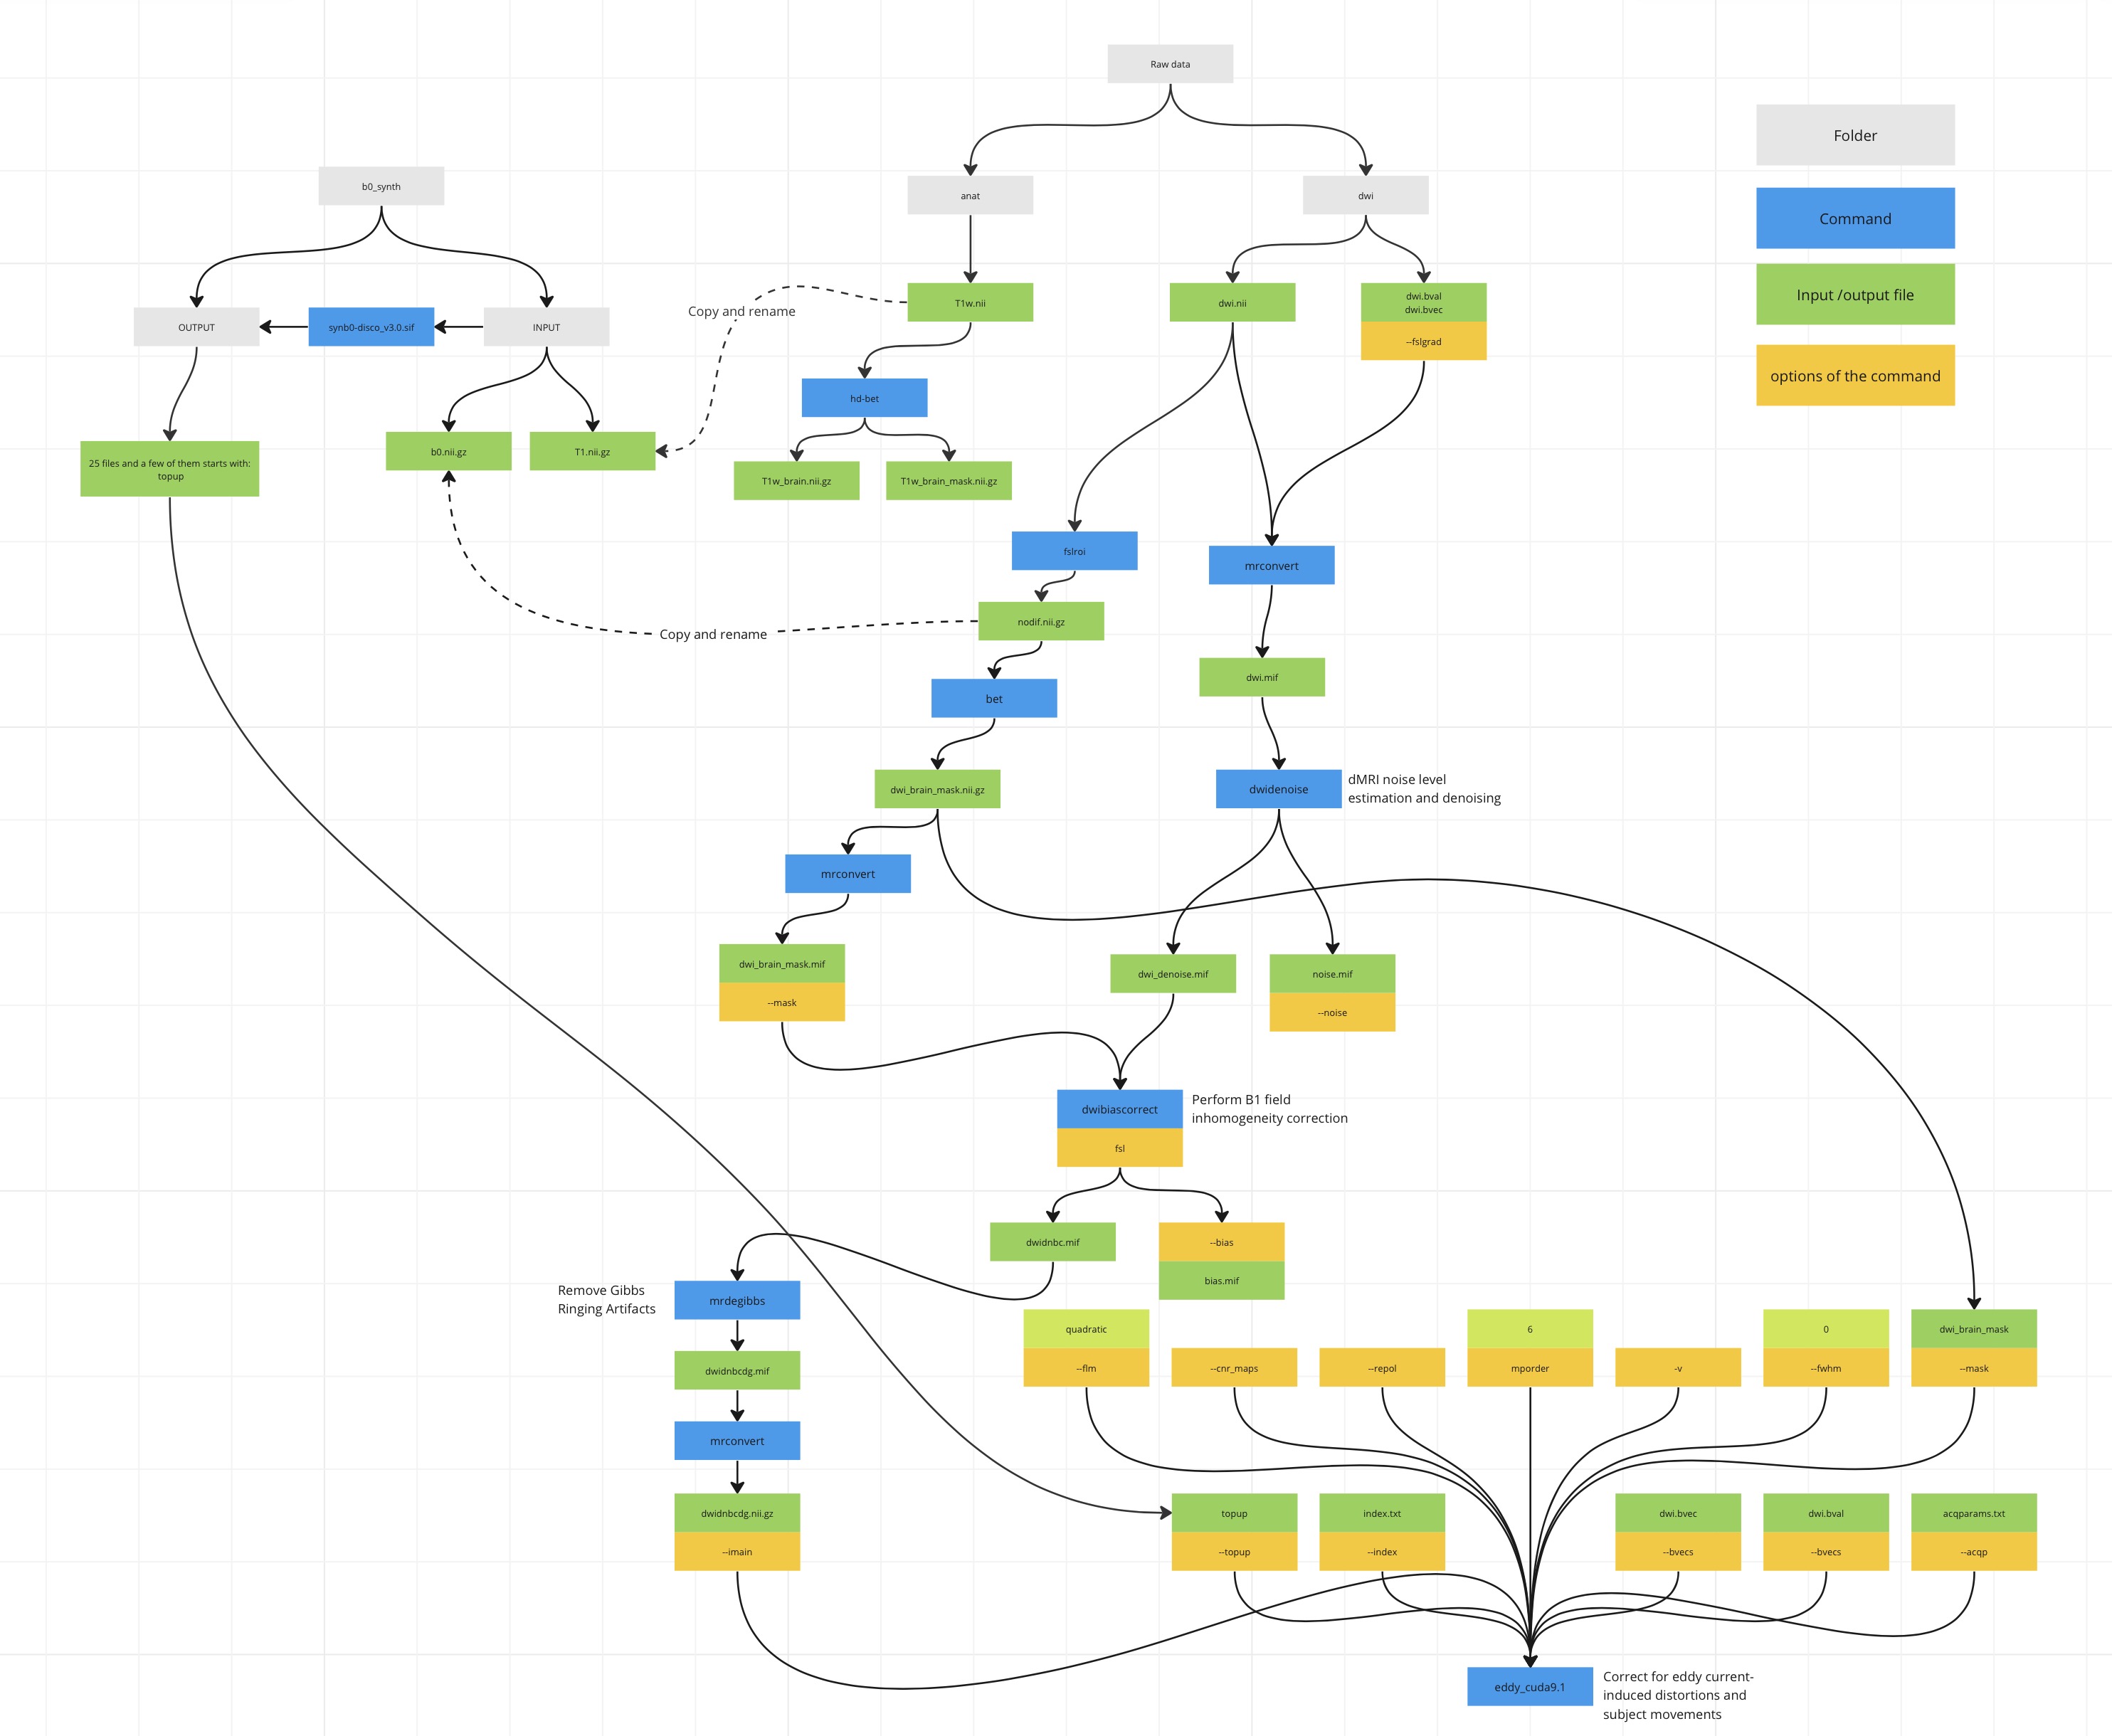 Raw data
Folder
b0_synth
anat
dwi
Command
T1w.nii
dwi.nii
dwi.bval
dwi.bvec
Input /output file
Copy and rename
OUTPUT
synb0-disco_v3.0.sif
INPUT
--fslgrad
options of the command
hd-bet
25 files and a few of them starts with:
topup
b0.nii.gz
T1.nii.gz
T1w_brain.nii.gz
T1w_brain_mask.nii.gz
fslroi
mrconvert
nodif.nii.gz
Copy and rename
dwi.mif
bet
dwi_brain_mask.nii.gz
dwidenoise
dMRI noise level
estimation and denoising
mrconvert
dwi_brain_mask.mif
--mask
dwi_denoise.mif
noise.mif
--noise
dwibiascorrect
fsl
Perform B1 field
inhomogeneity correction
dwidnbc.mif
--bias
bias.mif
Remove Gibbs
Ringing Artifacts
mrdegibbs
quadratic
--flm
--cnr_maps
--repol
6
mporder
-v
0
--fwhm
dwi_brain_mask
--mask
dwidnbcdg.mif
mrconvert
dwidnbcdg.nii.gz
--imain
topup
--topup
index.txt
--index
dwi.bvec
--bvecs
dwi.bval
--bvecs
acqparams.txt
--acqp
eddy_cuda9.1
Correct for eddy current-
induced distortions and
subject movements